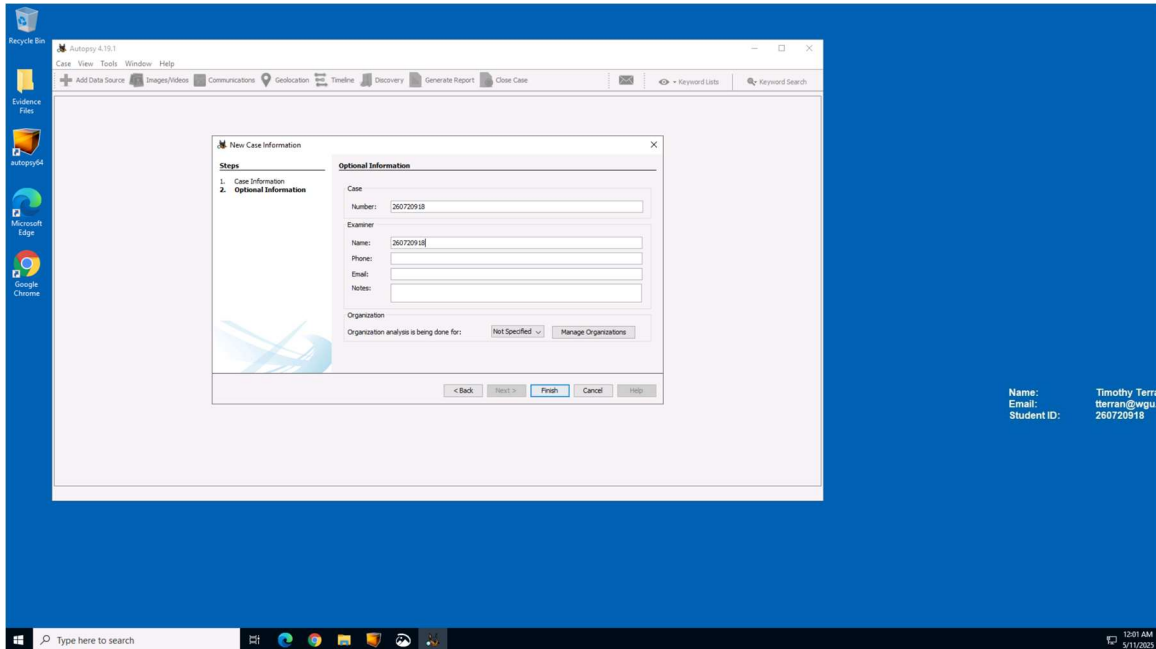 Recycle Bin
Evidence
Files
autopsy64
Microsoft
Edge
Google
Chrome
Autopsy 4.19.1
Case View Tools Window Help
Add Data Source Images/Videos Communications Geolocation Timeline Discovery Generate Report Close Case Keyword Lists Keyword Search
New Case Information
Steps
1. Case Information
2. Optional Information
Optional Information
Case
Number: 260720918
Examiner
Name: 260720918
Phone:
Email:
Notes:
Organization
Organization analysis is being done for: Not Specified Manage Organizations
< Back Next > Finish Cancel Help
Name: Timothy Terra
Email: tterran@wgu.
Student ID: 260720918
Type here to search
12:01 AM
5/11/2025